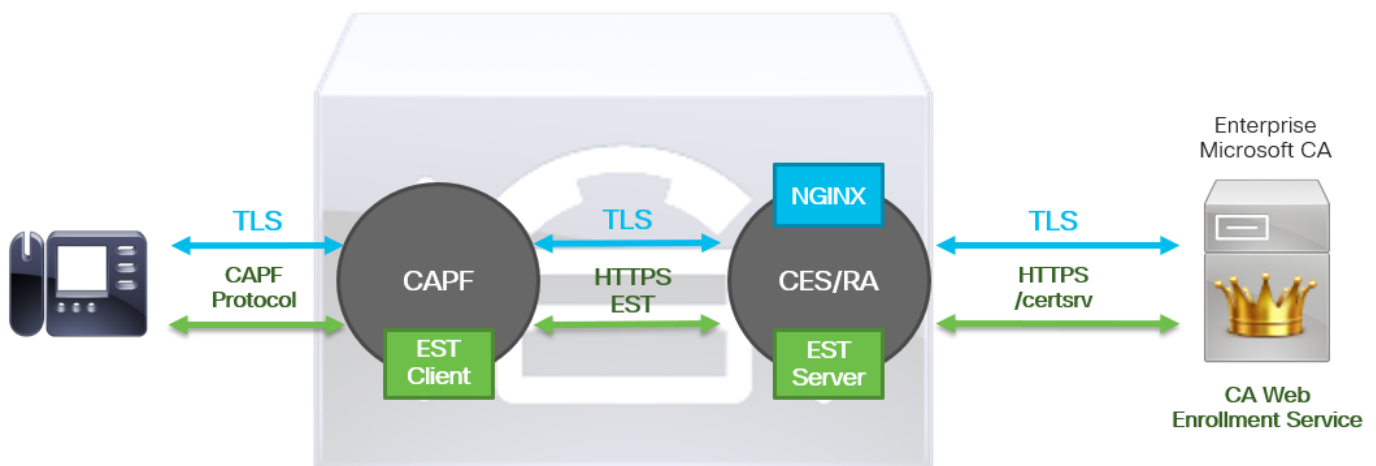 TLS
CAPF
Protocol
CAPF
EST
Client
TLS
HTTPS
EST
NGINX
CES/RA
EST
Server
TLS
HTTPS
/certsrv
Enterprise
Microsoft CA
CA Web
Enrollment Service